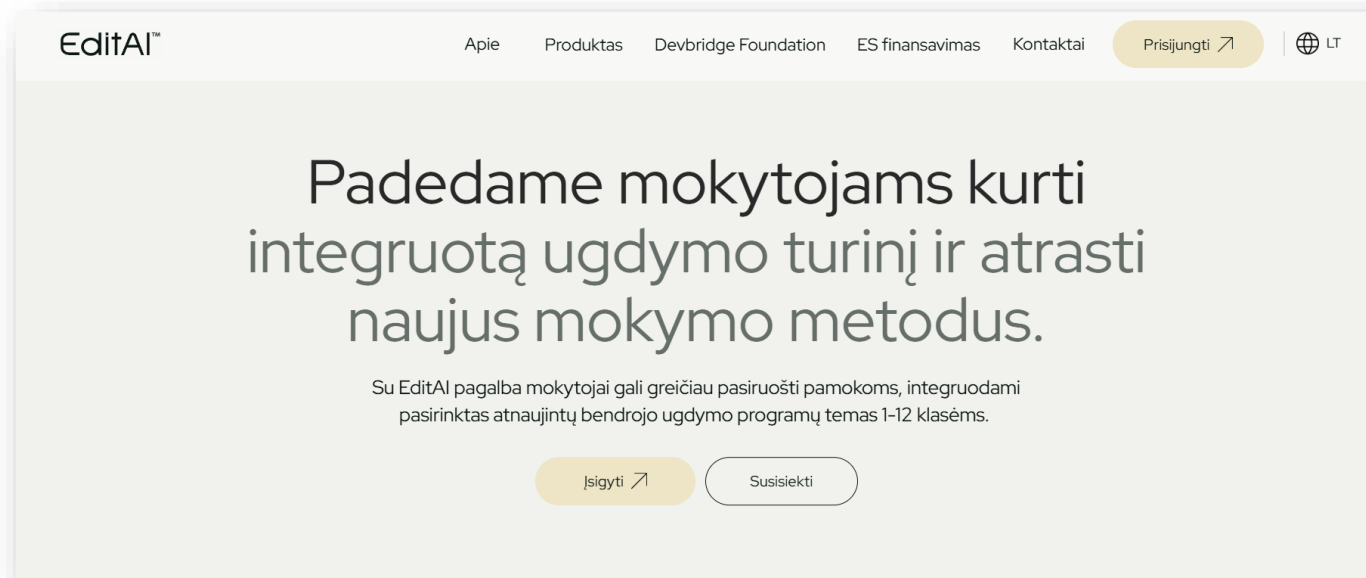 EditAI™
Apie
Produktas
Devbridge Foundation
ES finansavimas
Kontaktai
Prisijungti
LT
Padedame mokytojams kurti
integruotą ugdymo turinį ir atrasti
naujus mokymo metodus.
Su EditAI pagalba mokytojai gali greičiau pasiruošti pamokoms, integruodami
pasirinktas atnaujintų bendrojo ugdymo programų temas 1-12 klasėms.
Įsigyti
Susisiekti